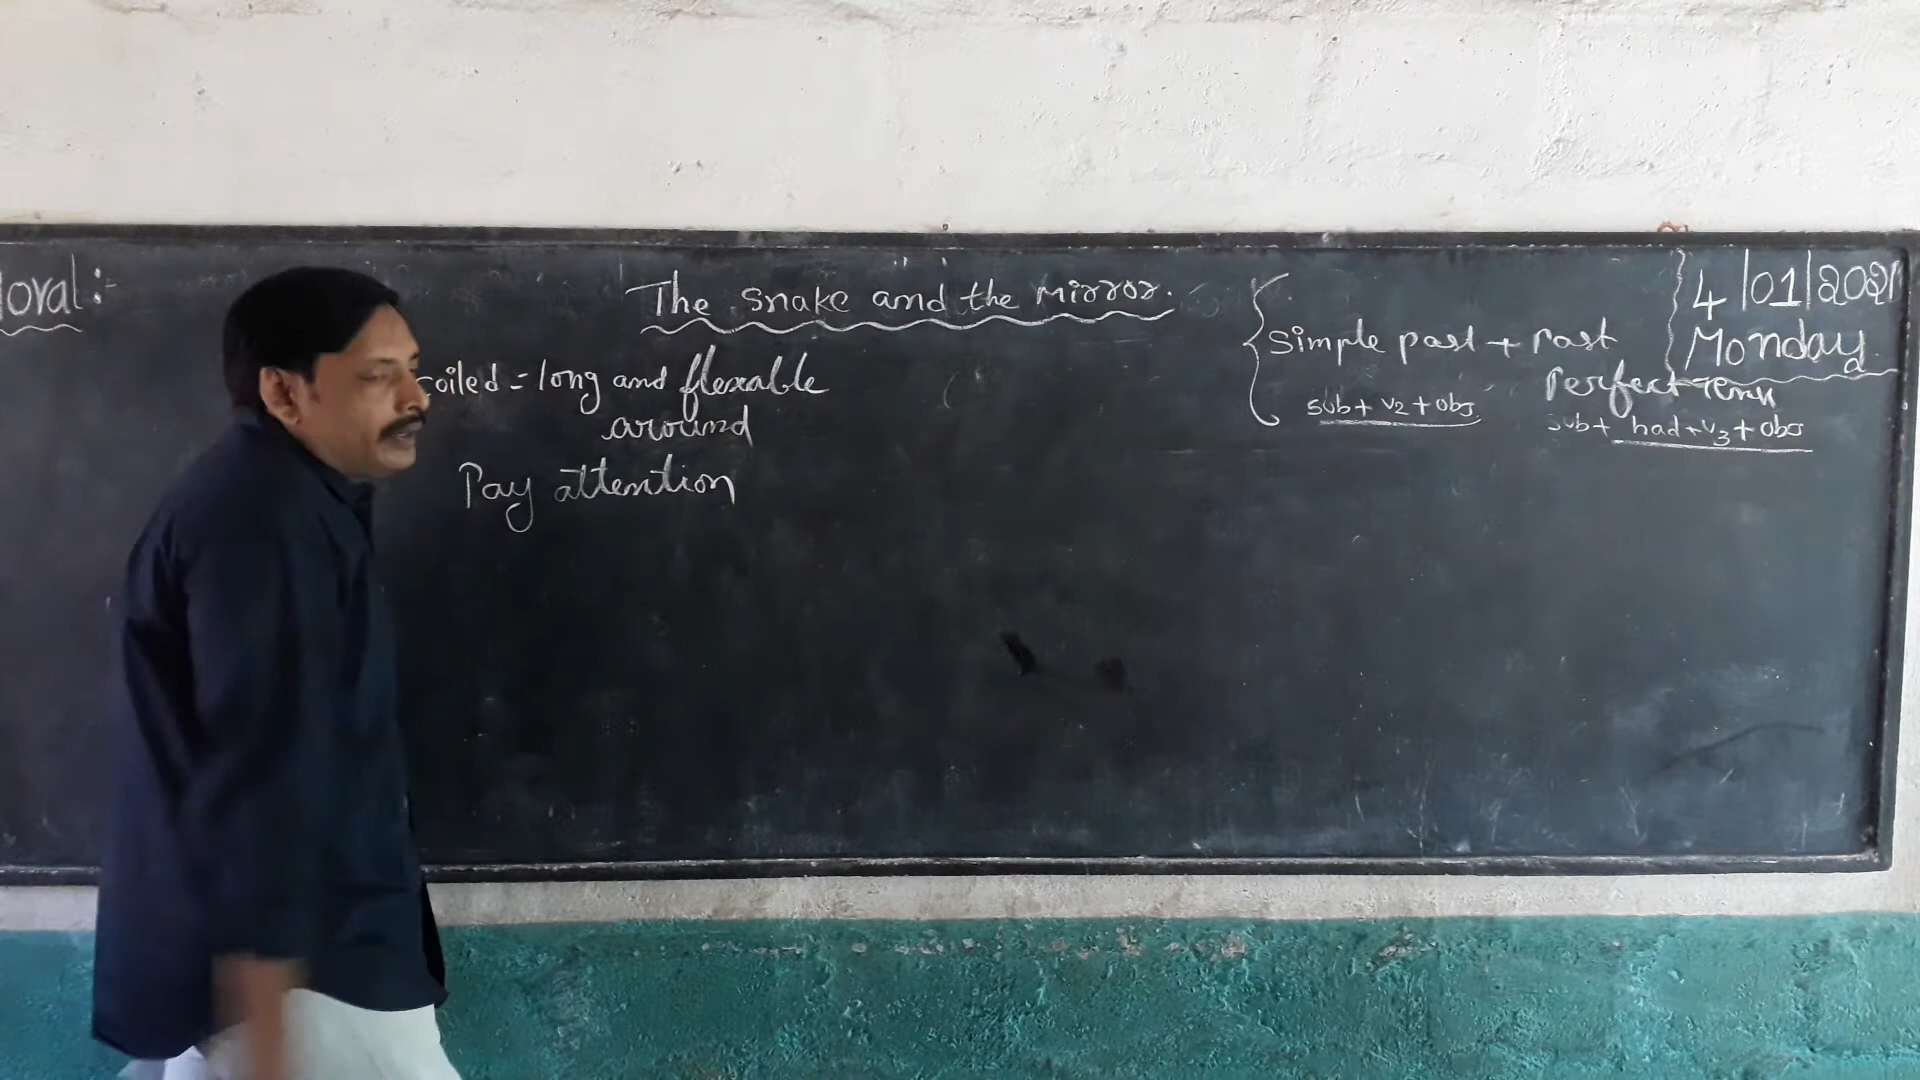 oral :-
The snake and the Mirror.
coiled = long and flexable
around
Pay attention
Simple past + Past
Perfect Tense
sub + V2 + obj.
sub + had + V3 + obj
4/01/2021
Monday